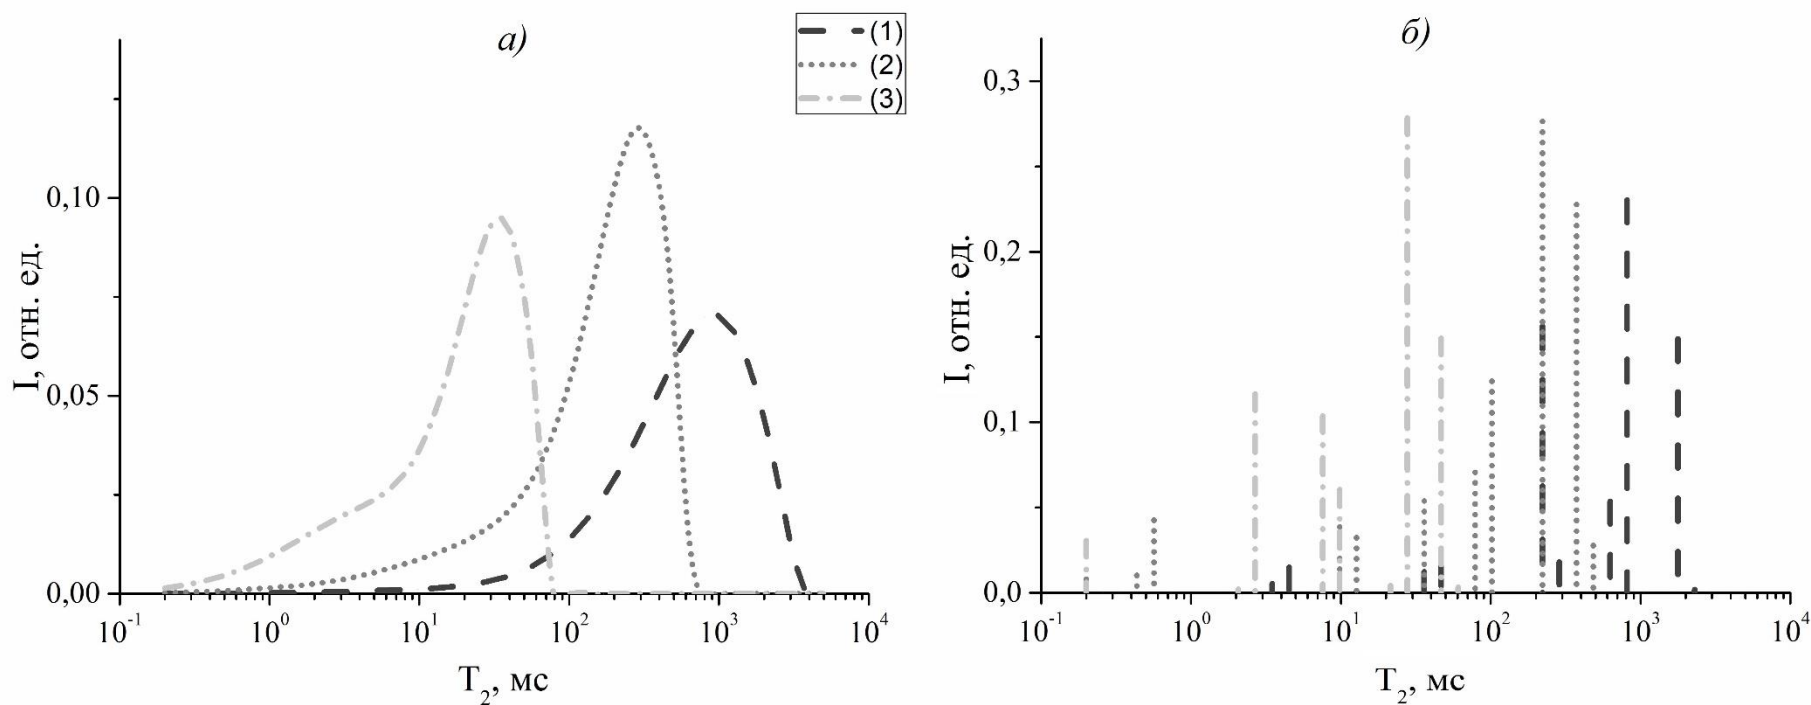 а)
(1)
(2)
(3)
I, отн. ед.
0,10
0,05
0,00
10-1 100 101 102 103 104
T2, мс
б)
I, отн. ед.
0,3
0,2
0,1
0,0
10-1 100 101 102 103 104
T2, мс